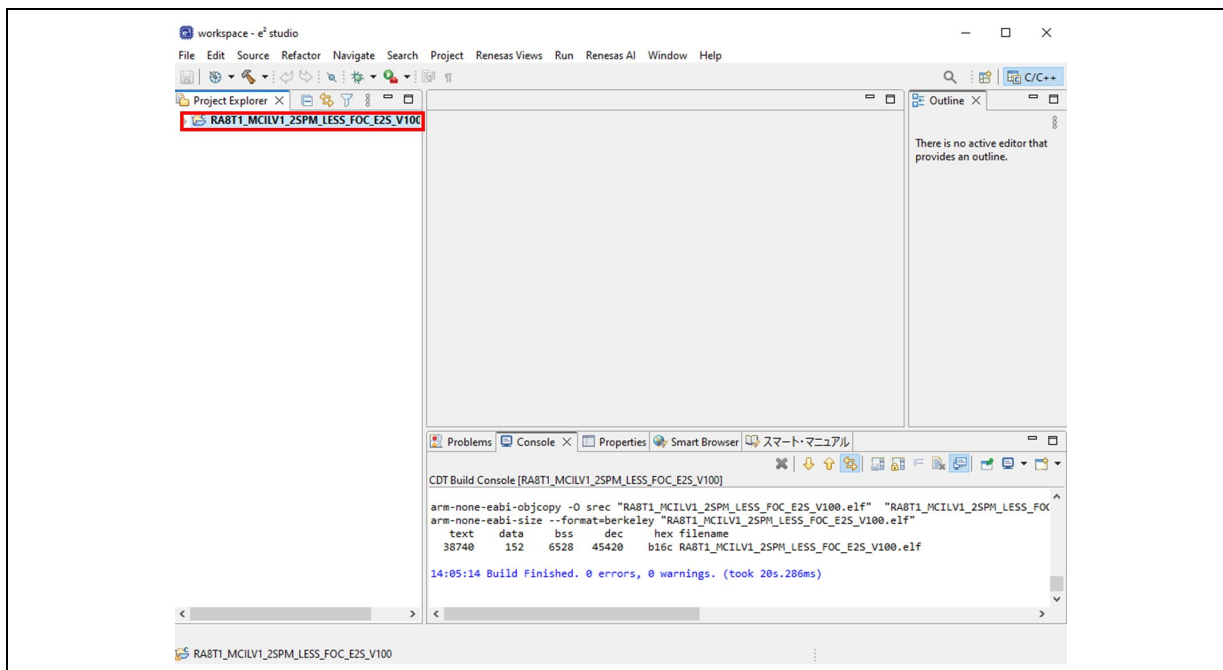 workspace - e² studio
File Edit Source Refactor Navigate Search Project Renesas Views Run Renesas AI Window Help
C/C++
Project Explorer
Outline
RA8T1_MCILV1_2SPM_LESS_FOC_E2S_V100
There is no active editor that
provides an outline.
Problems Console Properties Smart Browser スマート・マニュアル
CDT Build Console [RA8T1_MCILV1_2SPM_LESS_FOC_E2S_V100]
arm-none-eabi-objcopy -O srec "RA8T1_MCILV1_2SPM_LESS_FOC_E2S_V100.elf" "RA8T1_MCILV1_2SPM_LESS_FOC
arm-none-eabi-size --format=berkeley "RA8T1_MCILV1_2SPM_LESS_FOC_E2S_V100.elf"
text data bss dec hex filename
38740 152 6528 45420 b16c RA8T1_MCILV1_2SPM_LESS_FOC_E2S_V100.elf
14:05:14 Build Finished. 0 errors, 0 warnings. (took 20s.286ms)
RA8T1_MCILV1_2SPM_LESS_FOC_E2S_V100